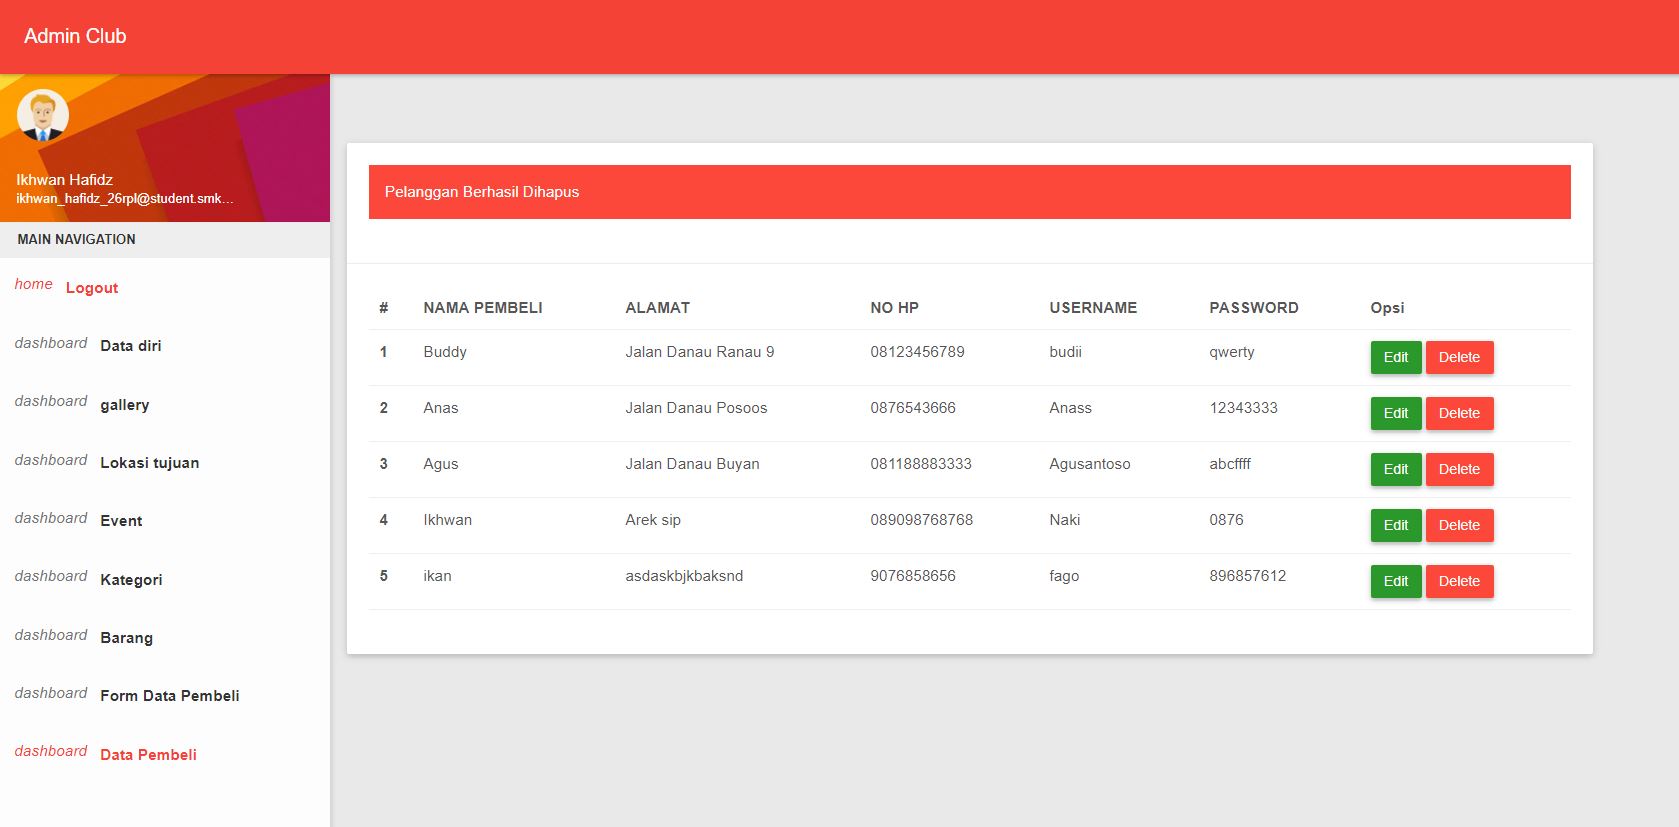 Admin Club
Ikhwan Hafidz
ikhwan_hafidz_26rpl@student.smk...
MAIN NAVIGATION
home Logout
dashboard Data diri
dashboard gallery
dashboard Lokasi tujuan
dashboard Event
dashboard Kategori
dashboard Barang
dashboard Form Data Pembeli
dashboard Data Pembeli
Pelanggan Berhasil Dihapus
# NAMA PEMBELI ALAMAT NO HP USERNAME PASSWORD Opsi
1 Buddy Jalan Danau Ranau 9 08123456789 budii qwerty Edit Delete
2 Anas Jalan Danau Posoos 0876543666 Anass 12343333 Edit Delete
3 Agus Jalan Danau Buyan 081188883333 Agusantoso abcffff Edit Delete
4 Ikhwan Arek sip 089098768768 Naki 0876 Edit Delete
5 ikan asdaskbjkbaksnd 9076858656 fago 896857612 Edit Delete